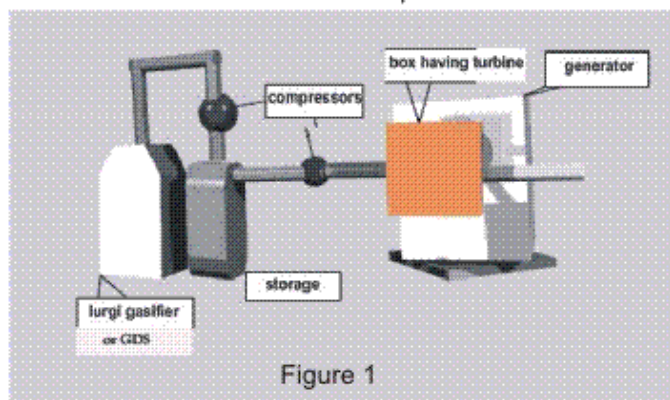 box having turbine
generator
compressors
storage
lurgi gasifier
or GDS
Figure 1